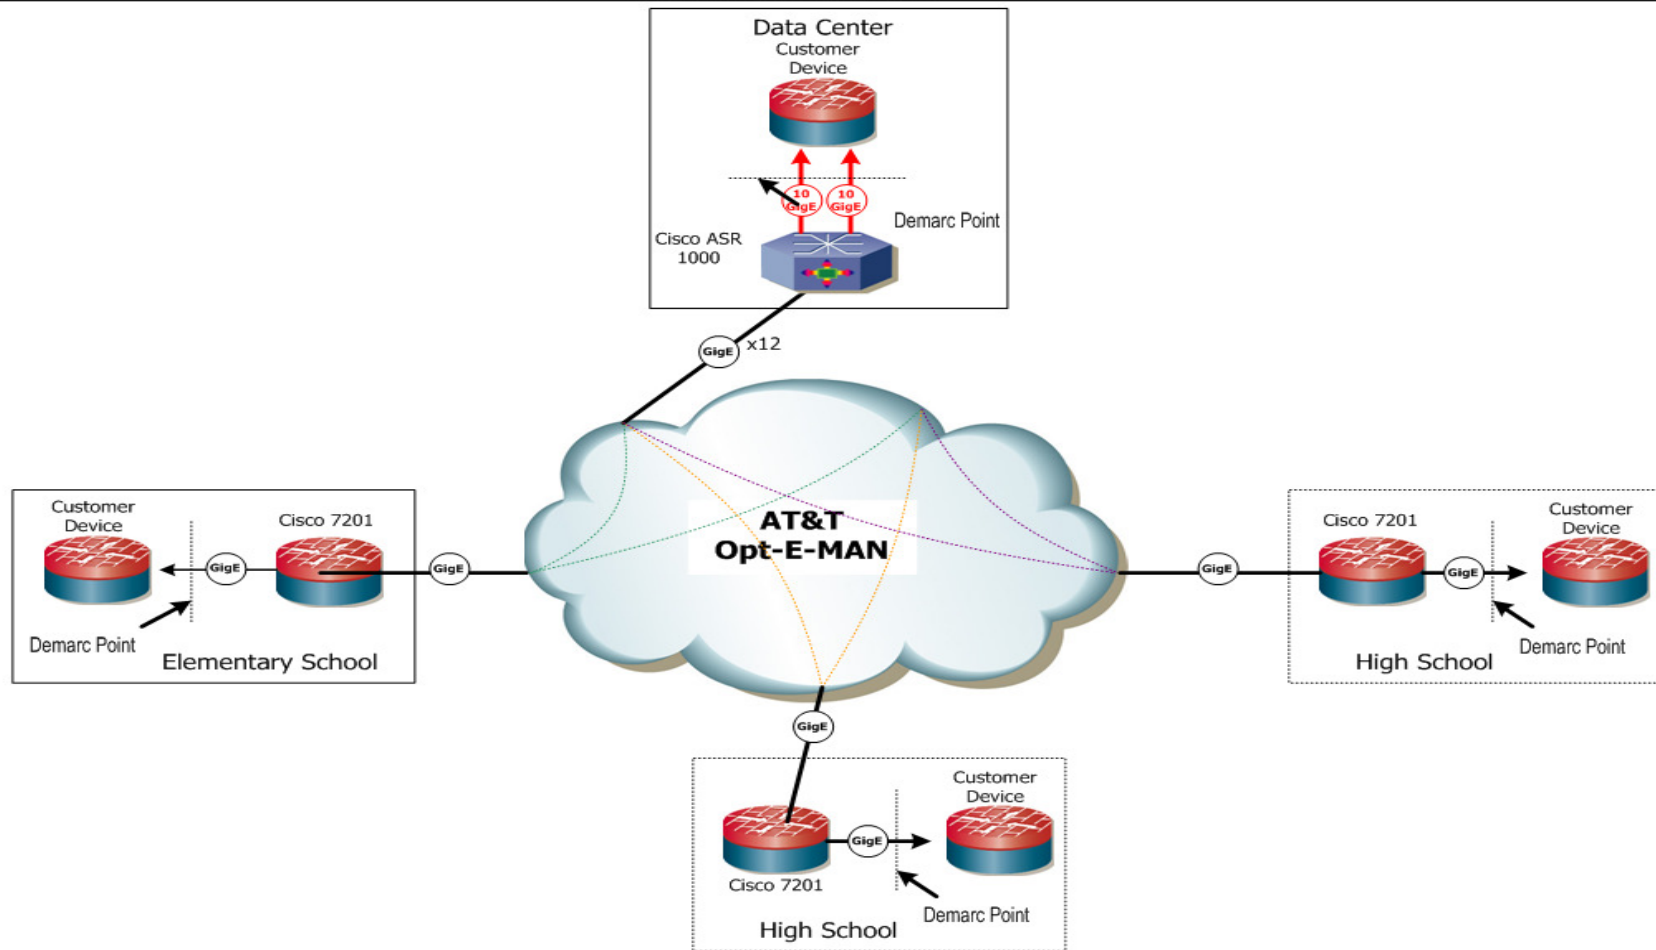 Data Center
Customer
Device
10
GigE
10
GigE
Demarc Point
Cisco ASR
1000
GigE
x12
AT&T
Opt-E-MAN
Customer
Device
Cisco 7201
GigE
GigE
Demarc Point
Elementary School
GigE
Cisco 7201
Customer
Device
GigE
Demarc Point
High School
GigE
Customer
Device
GigE
Cisco 7201
Demarc Point
High School